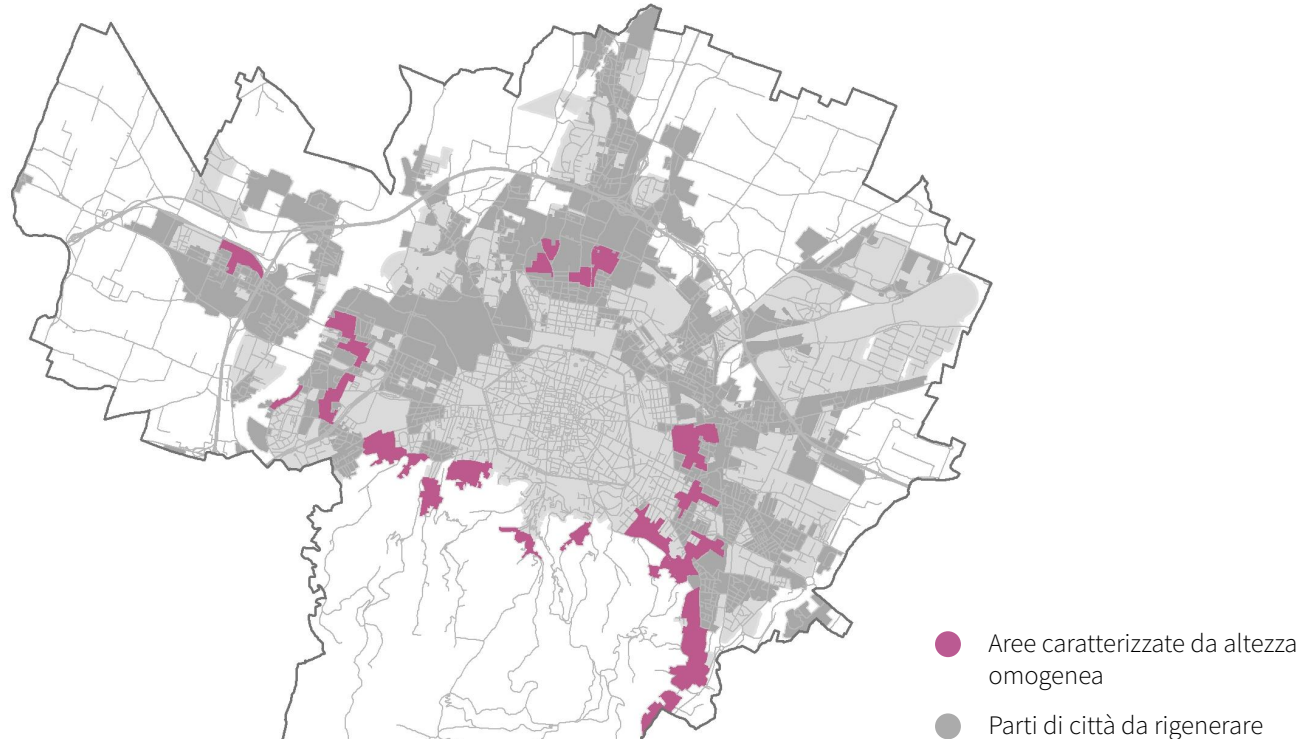 Aree caratterizzate da altezza
omogenea
Parti di città da rigenerare